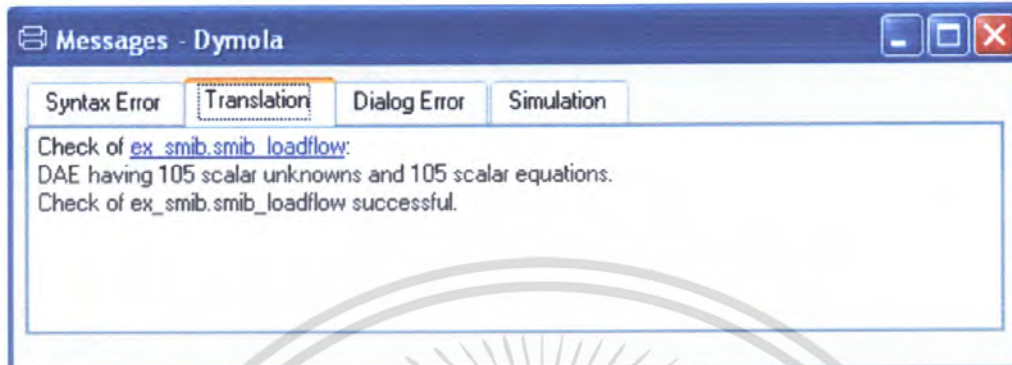 Messages - Dymola
Syntax Error Translation Dialog Error Simulation
Check of ex_smib.smib_loadflow:
DAE having 105 scalar unknowns and 105 scalar equations.
Check of ex_smib.smib_loadflow successful.